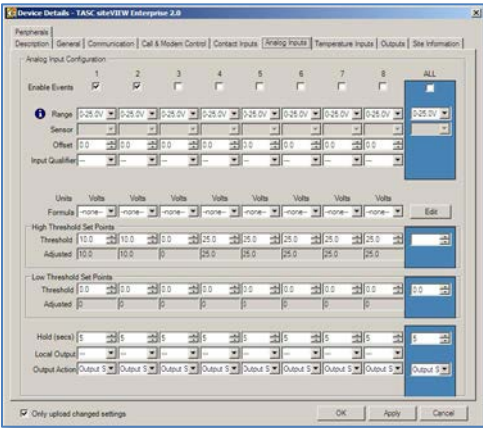 Device Details - TASC siteVIEW Enterprise 2.0
Peripherals
Description General Communication Call & Modem Control Contact Inputs Analog Inputs Temperature Inputs Outputs Site Information
Analog Input Configuration
1 2 3 4 5 6 7 8 ALL
Enable Events
Range 0-25.0V 0-25.0V 0-25.0V 0-25.0V 0-25.0V 0-25.0V 0-25.0V 0-25.0V 0-25.0V
Sensor
Offset 0.0 0.0 0.0 0.0 0.0 0.0 0.0 0.0
Input Qualifier --- --- --- --- --- --- --- ---
Units Volts Volts Volts Volts Volts Volts Volts Volts
Formula -none- -none- -none- -none- -none- -none- -none- -none- Edit
High Threshold Set Points
Threshold 10.0 10.0 0.0 25.0 25.0 25.0 25.0 25.0
Adjusted 10.0 10.0 0 25.0 25.0 25.0 25.0 25.0
Low Threshold Set Points
Threshold 0.0 0.0 0.0 0.0 0.0 0.0 0.0 0.0 0.0
Adjusted 0 0 0 0 0 0 0 0
Hold (secs) 5 5 5 5 5 5 5 5 5
Local Output --- --- --- --- --- --- --- ---
Output Action Output S Output S Output S Output S Output S Output S Output S Output S Output S
Only upload changed settings OK Apply Cancel